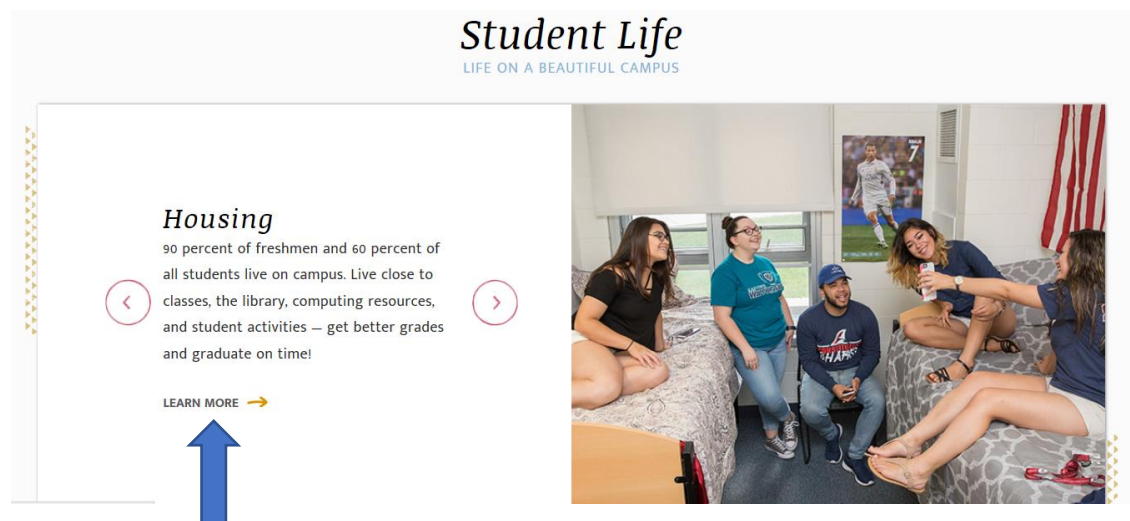 Student Life
LIFE ON A BEAUTIFUL CAMPUS
Housing
90 percent of freshmen and 60 percent of
all students live on campus. Live close to
classes, the library, computing resources,
and student activities — get better grades
and graduate on time!
LEARN MORE
7